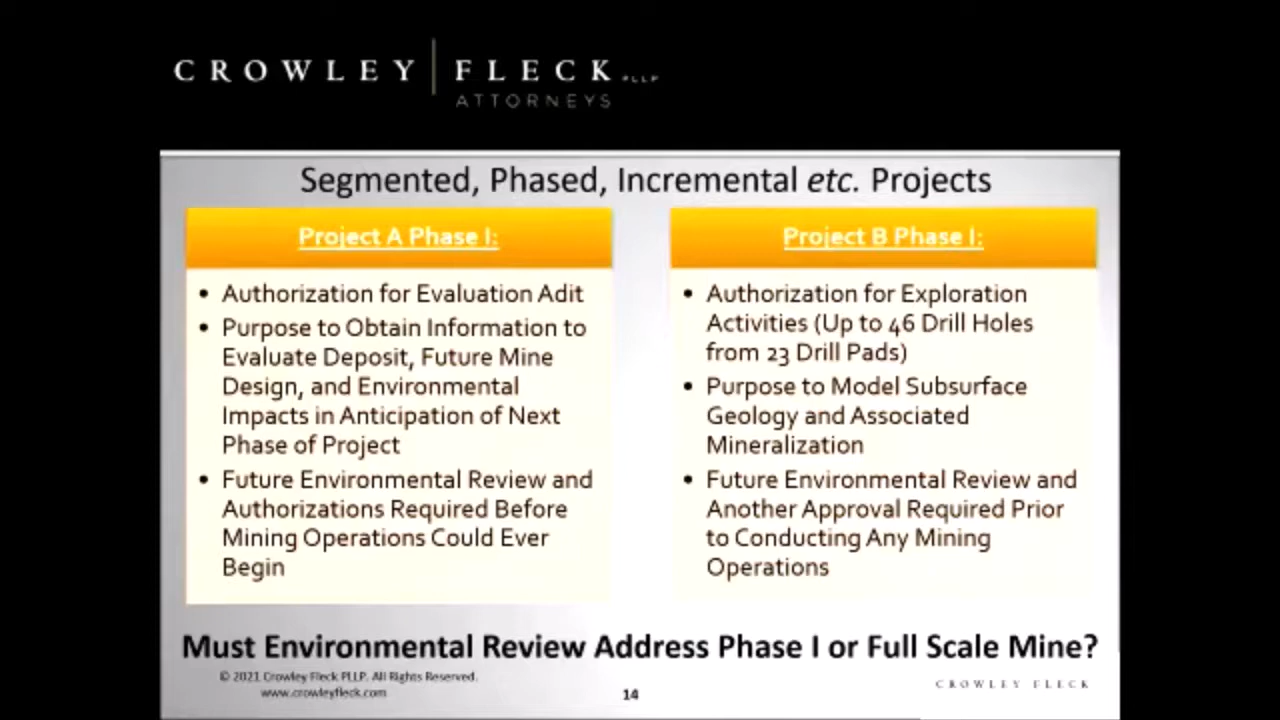 CROWLEY FLECK PLLP
ATTORNEYS
Segmented, Phased, Incremental etc. Projects
Project A Phase I:
• Authorization for Evaluation Adit
• Purpose to Obtain Information to
Evaluate Deposit, Future Mine
Design, and Environmental
Impacts in Anticipation of Next
Phase of Project
• Future Environmental Review and
Authorizations Required Before
Mining Operations Could Ever
Begin
Project B Phase I:
• Authorization for Exploration
Activities (Up to 46 Drill Holes
from 23 Drill Pads)
• Purpose to Model Subsurface
Geology and Associated
Mineralization
• Future Environmental Review and
Another Approval Required Prior
to Conducting Any Mining
Operations
Must Environmental Review Address Phase I or Full Scale Mine?
© 2021 Crowley Fleck PLLP. All Rights Reserved.
www.crowleyfleck.com
14
CROWLEY FLECK